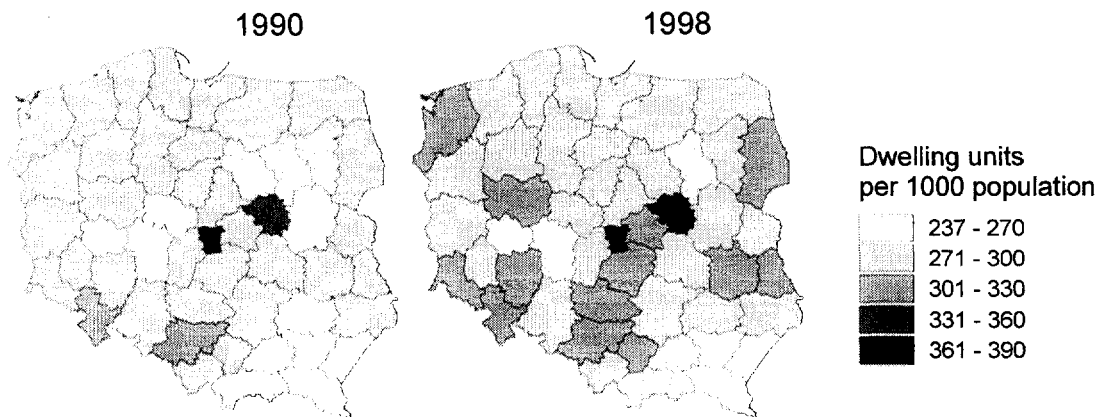 1990
1998
Dwelling units
per 1000 population
237 - 270
271 - 300
301 - 330
331 - 360
361 - 390